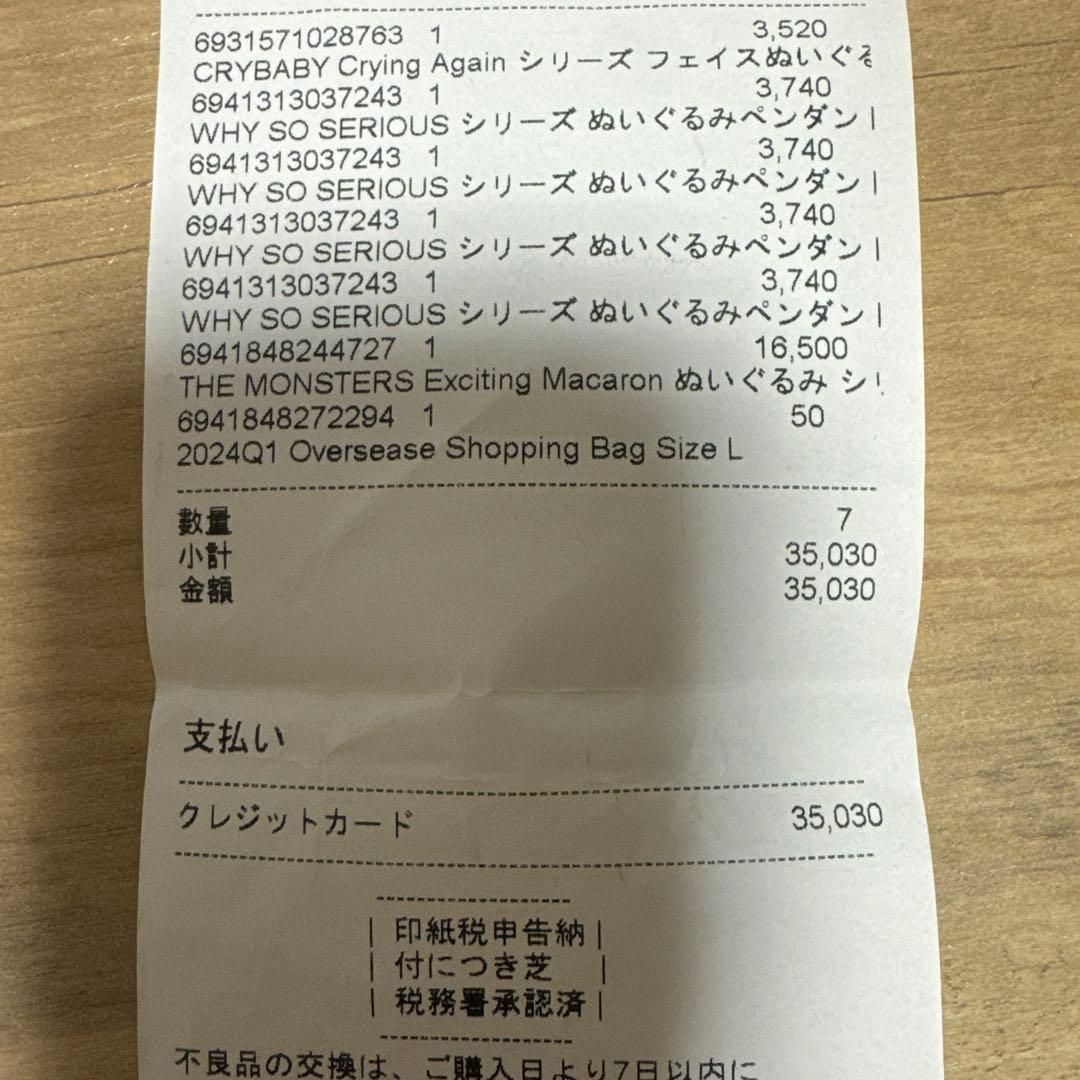 6931571028763 1 3,520
CRYBABY Crying Again シリーズ フェイスぬいぐる
6941313037243 1 3,740
WHY SO SERIOUS シリーズ ぬいぐるみペンダント
6941313037243 1 3,740
WHY SO SERIOUS シリーズ ぬいぐるみペンダント
6941313037243 1 3,740
WHY SO SERIOUS シリーズ ぬいぐるみペンダント
6941313037243 1 3,740
WHY SO SERIOUS シリーズ ぬいぐるみペンダント
6941848244727 1 16,500
THE MONSTERS Exciting Macaron ぬいぐるみ シリ
6941848272294 1 50
2024Q1 Oversease Shopping Bag Size L
數量 7
小計 35,030
金額 35,030
支払い
クレジットカード 35,030
印紙税申告納
付につき芝
税務署承認済
不良品の交換は、ご購入日より7日以内に